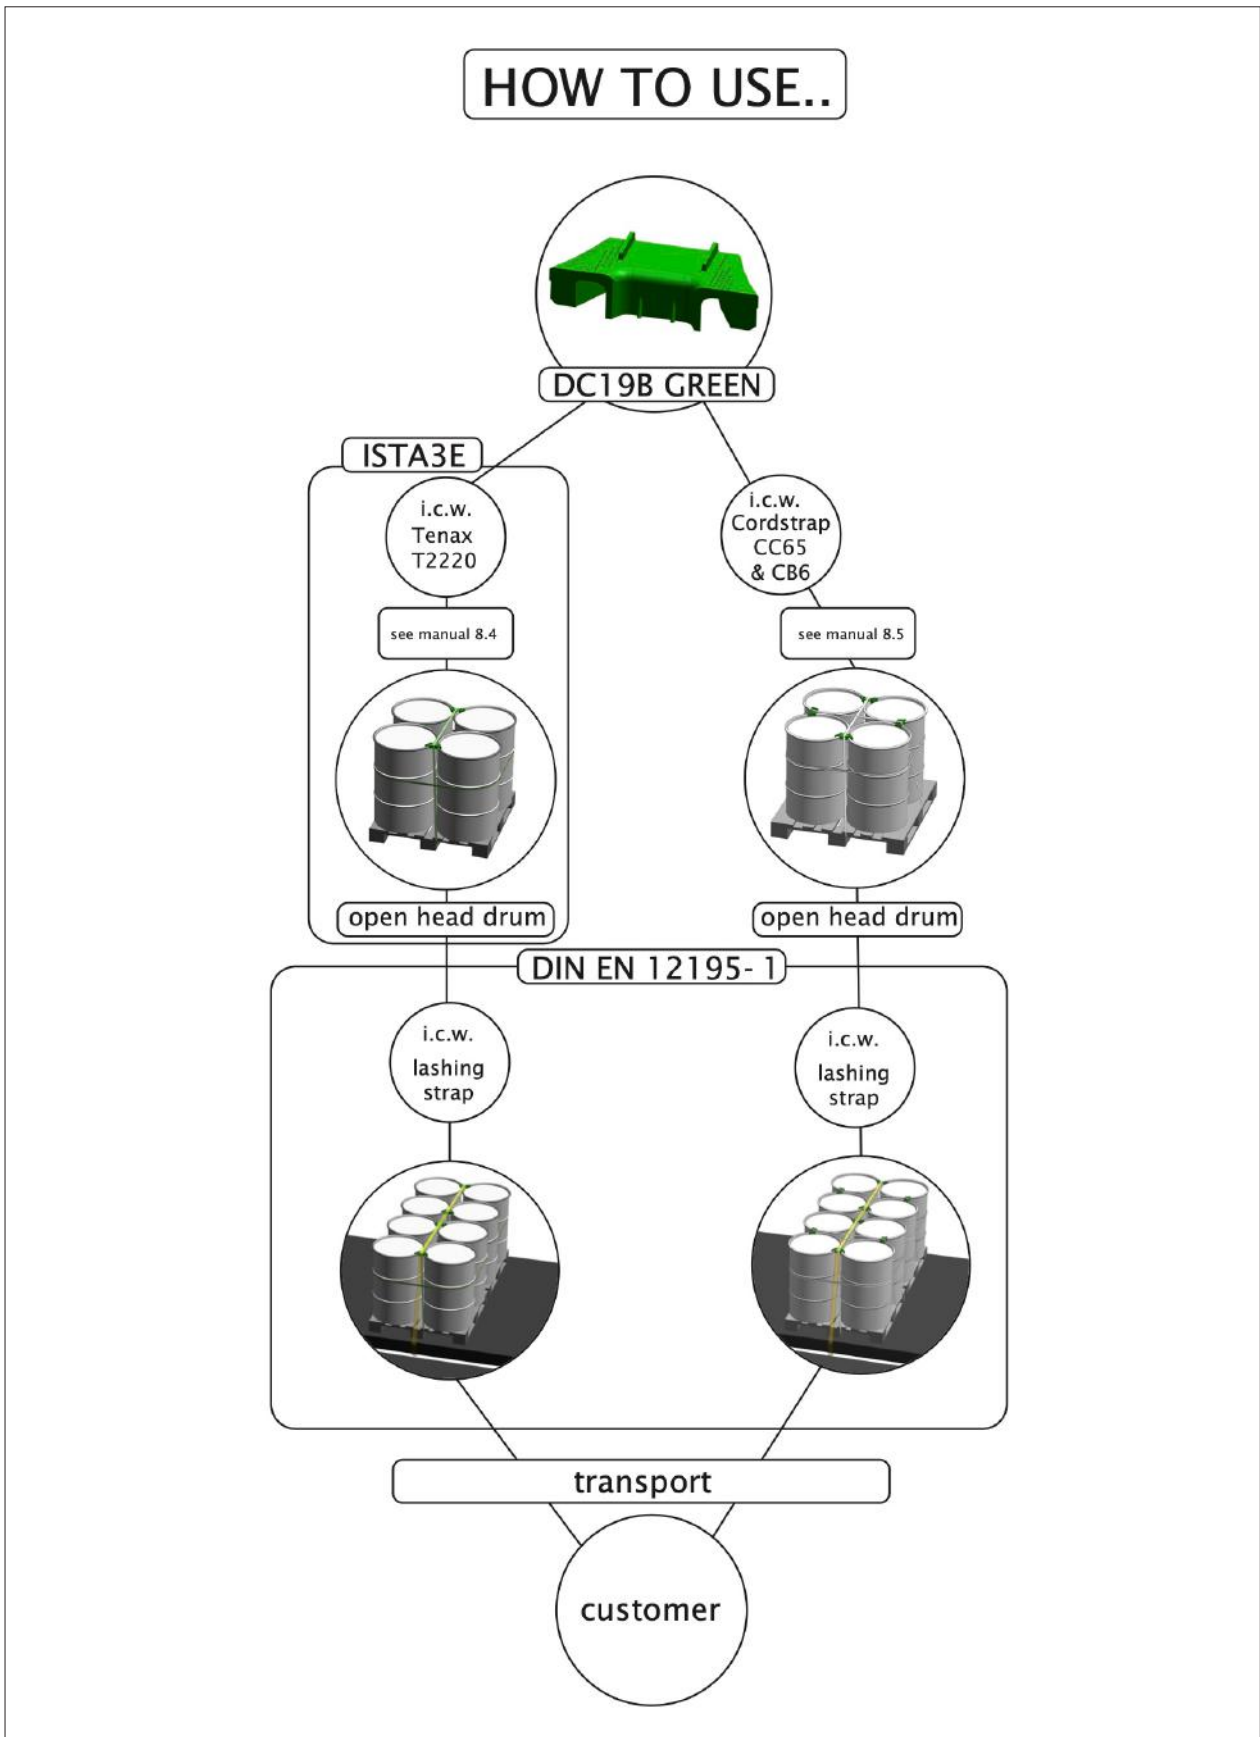 HOW TO USE..
DC19B GREEN
ISTA3E
i.c.w.
Tenax
T2220
i.c.w.
Cordstrap
CC65
& CB6
see manual 8.4
see manual 8.5
open head drum
open head drum
DIN EN 12195- 1
i.c.w.
lashing
strap
i.c.w.
lashing
strap
transport
customer